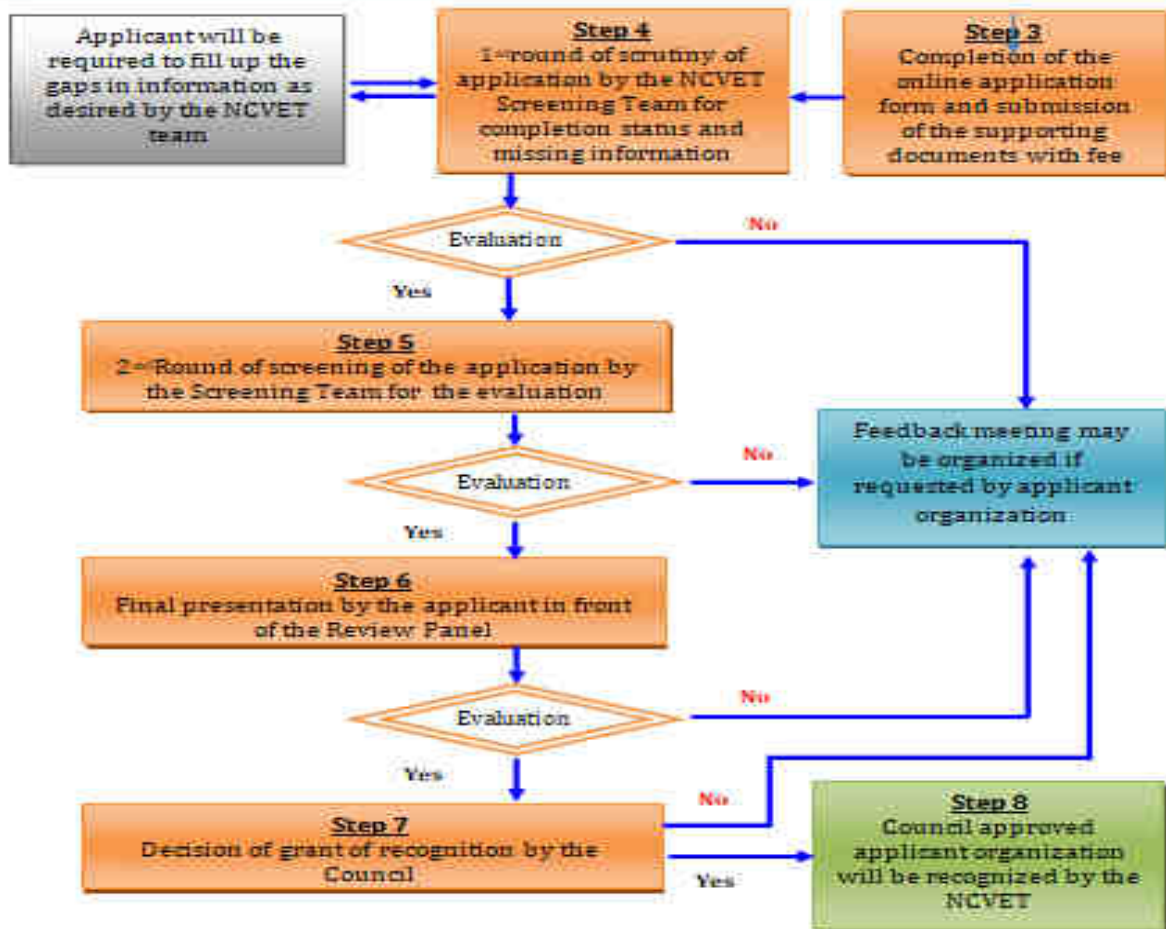 Applicant will be
required to fill up the
gaps in information as
desired by the NCVET
team
Step 4
1st round of scrutiny of
application by the NCVET
Screening Team for
completion status and
missing information
Step 3
Completion of the
online application
form and submission
of the supporting
documents with fee
Evaluation
No
Yes
Step 5
2nd Round of screening of the application by
the Screening Team for the evaluation
Evaluation
No
Feedback meeting may
be organized if
requested by applicant
organization
Yes
Step 6
Final presentation by the applicant in front
of the Review Panel
Evaluation
No
Yes
Step 7
Decision of grant of recognition by the
Council
No
Yes
Step 8
Council approved
applicant organization
will be recognized by the
NCVET